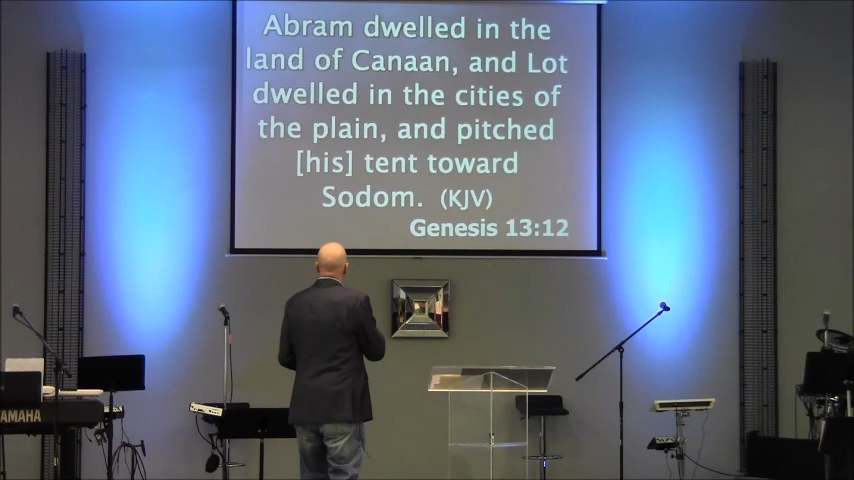 Abram dwelled in the
land of Canaan, and Lot
dwelled in the cities of
the plain, and pitched
[his] tent toward
Sodom. (KJV)
Genesis 13:12
YAMAHA